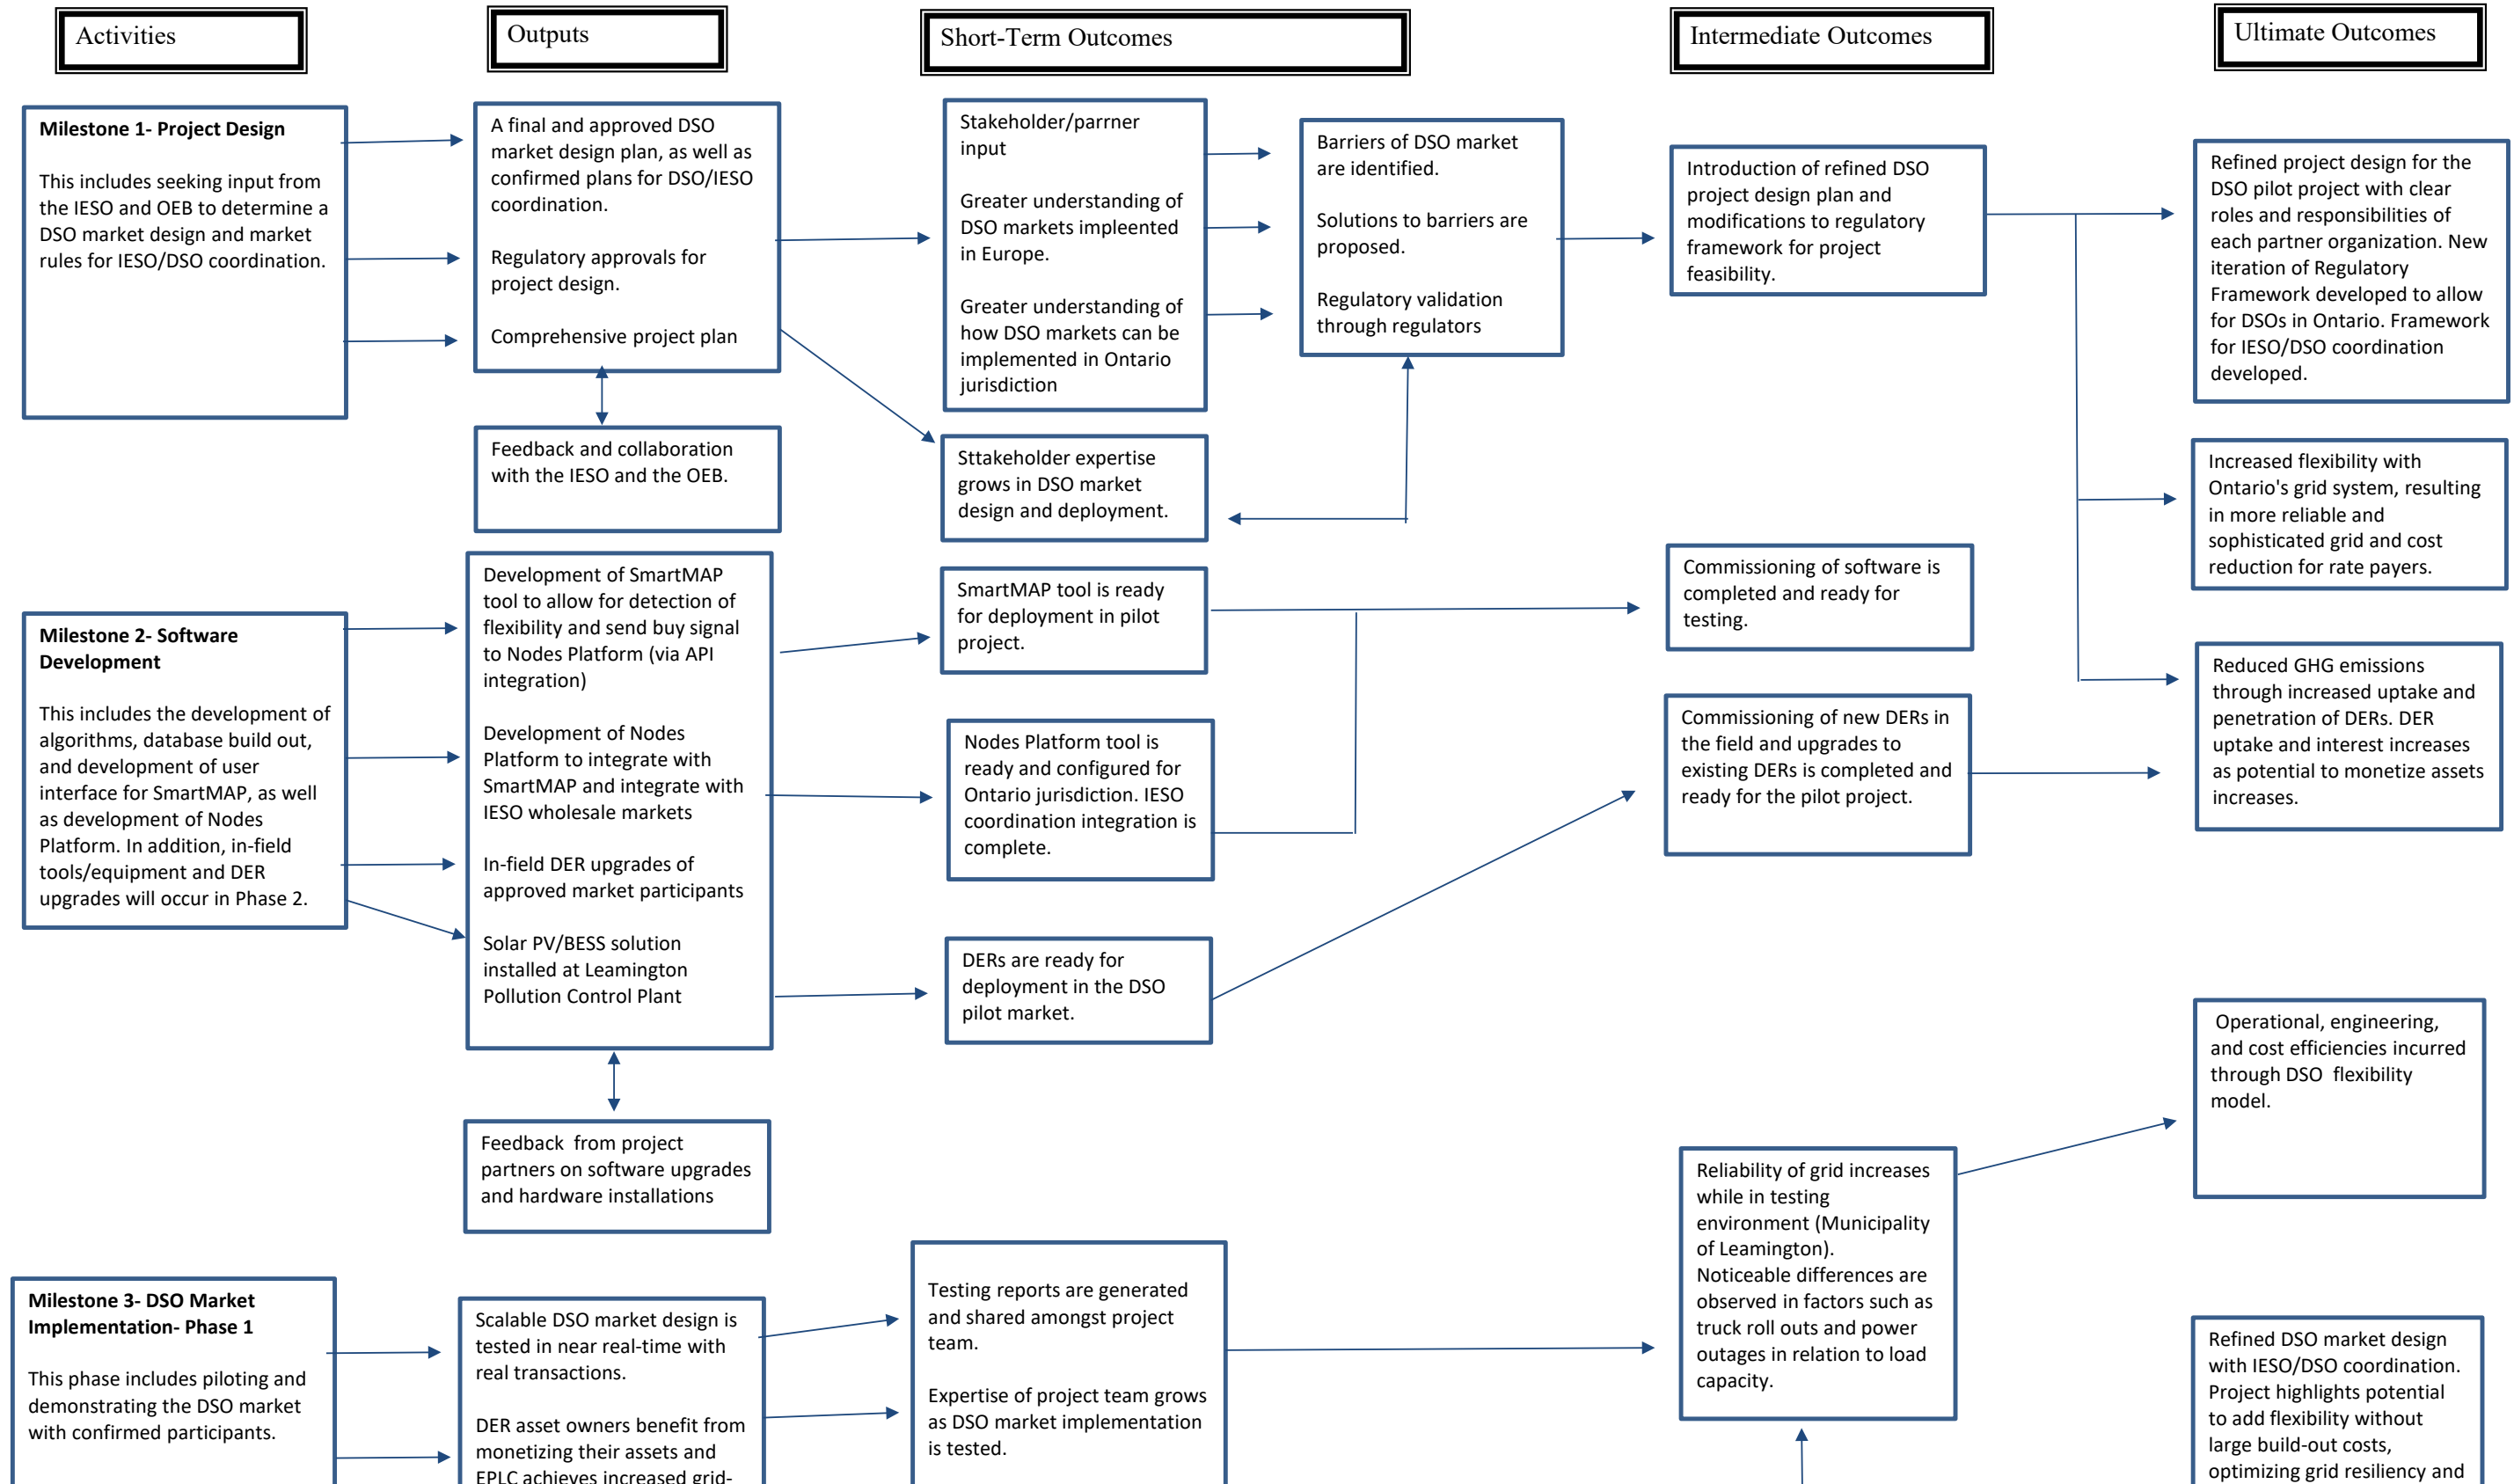 Activities
Outputs
Short-Term Outcomes
Intermediate Outcomes
Ultimate Outcomes
Milestone 1- Project Design
This includes seeking input from
the IESO and OEB to determine a
DSO market design and market
rules for IESO/DSO coordination.
A final and approved DSO
market design plan, as well as
confirmed plans for DSO/IESO
coordination.
Regulatory approvals for
project design.
Comprehensive project plan
Feedback and collaboration
with the IESO and the OEB.
Stakeholder/parrner
input
Greater understanding of
DSO markets impleented
in Europe.
Greater understanding of
how DSO markets can be
implemented in Ontario
jurisdiction
Sttakeholder expertise
grows in DSO market
design and deployment.
Barriers of DSO market
are identified.
Solutions to barriers are
proposed.
Regulatory validation
through regulators
Introduction of refined DSO
project design plan and
modifications to regulatory
framework for project
feasibility.
Refined project design for the
DSO pilot project with clear
roles and responsibilities of
each partner organization. New
iteration of Regulatory
Framework developed to allow
for DSOs in Ontario. Framework
for IESO/DSO coordination
developed.
Increased flexibility with
Ontario's grid system, resulting
in more reliable and
sophisticated grid and cost
reduction for rate payers.
Milestone 2- Software
Development
This includes the development of
algorithms, database build out,
and development of user
interface for SmartMAP, as well
as development of Nodes
Platform. In addition, in-field
tools/equipment and DER
upgrades will occur in Phase 2.
Development of SmartMAP
tool to allow for detection of
flexibility and send buy signal
to Nodes Platform (via API
integration)
Development of Nodes
Platform to integrate with
SmartMAP and integrate with
IESO wholesale markets
In-field DER upgrades of
approved market participants
Solar PV/BESS solution
installed at Leamington
Pollution Control Plant
Feedback from project
partners on software upgrades
and hardware installations
SmartMAP tool is ready
for deployment in pilot
project.
Nodes Platform tool is
ready and configured for
Ontario jurisdiction. IESO
coordination integration is
complete.
DERs are ready for
deployment in the DSO
pilot market.
Commissioning of software is
completed and ready for
testing.
Commissioning of new DERs in
the field and upgrades to
existing DERs is completed and
ready for the pilot project.
Reduced GHG emissions
through increased uptake and
penetration of DERs. DER
uptake and interest increases
as potential to monetize assets
increases.
Operational, engineering,
and cost efficiencies incurred
through DSO flexibility
model.
Milestone 3- DSO Market
Implementation- Phase 1
This phase includes piloting and
demonstrating the DSO market
with confirmed participants.
Scalable DSO market design is
tested in near real-time with
real transactions.
DER asset owners benefit from
monetizing their assets and
EPLC achieves increased grid-
Testing reports are generated
and shared amongst project
team.
Expertise of project team grows
as DSO market implementation
is tested.
Reliability of grid increases
while in testing
environment (Municipality
of Leamington).
Noticeable differences are
observed in factors such as
truck roll outs and power
outages in relation to load
capacity.
Refined DSO market design
with IESO/DSO coordination.
Project highlights potential
to add flexibility without
large build-out costs,
optimizing grid resiliency and